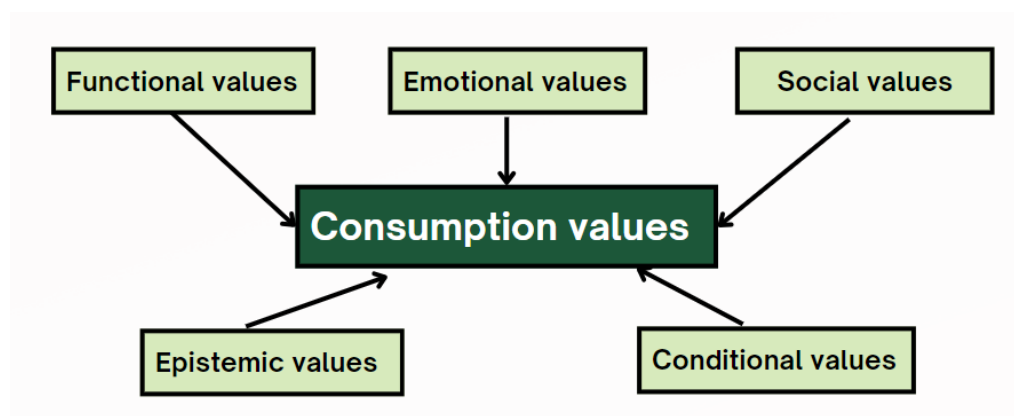 Functional values
Emotional values
Social values
Consumption values
Epistemic values
Conditional values